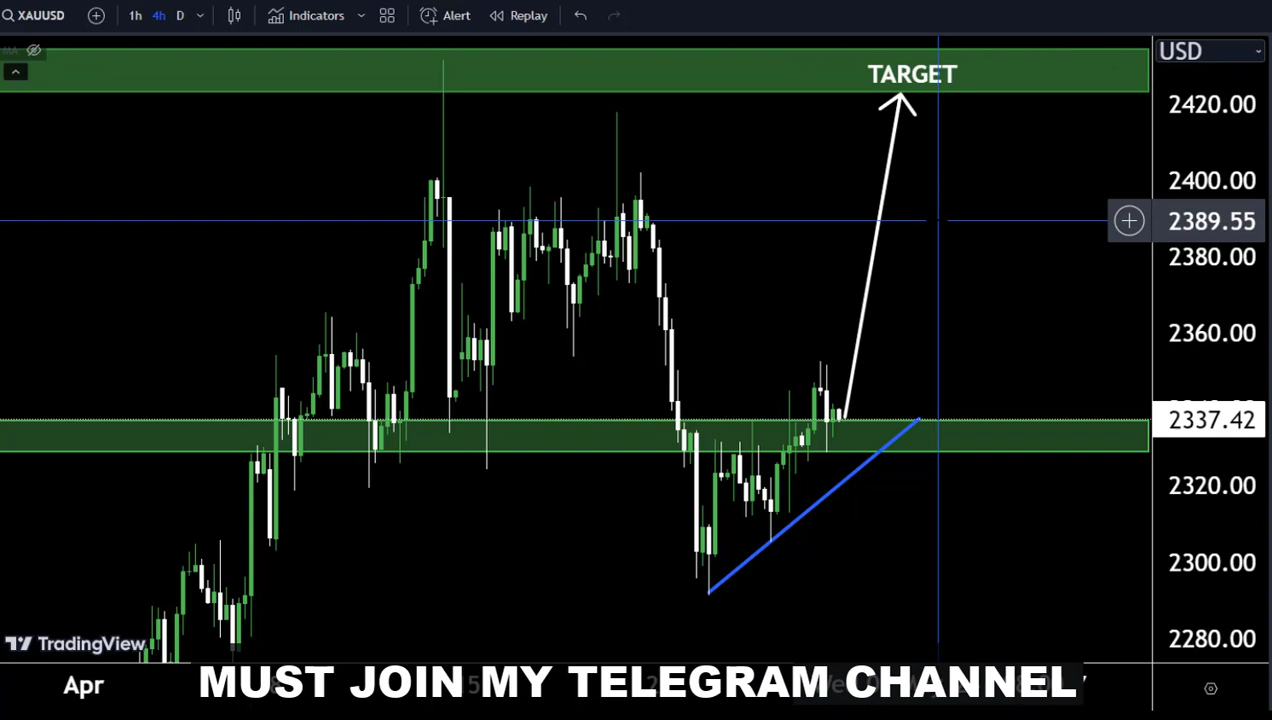 XAUUSD 1h 4h D Indicators Alert Replay
MA
USD
TARGET
2420.00
2400.00
2389.55
2380.00
2360.00
2337.42
2320.00
2300.00
2280.00
TradingView
MUST JOIN MY TELEGRAM CHANNEL
Apr